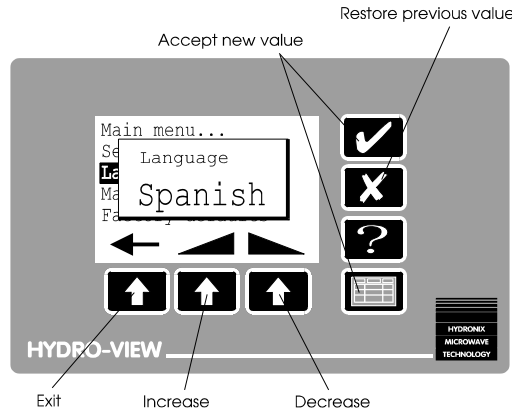 Restore previous value
Accept new value
Main menu...
Language
Spanish
?
HYDRO-VIEW
HYDRONIX
MICROWAVE
TECHNOLOGY
Exit
Increase
Decrease